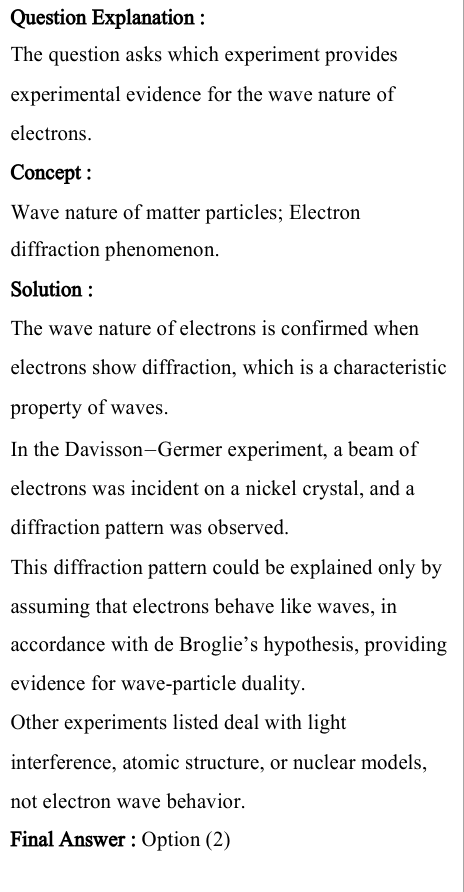 Question Explanation :
The question asks which experiment provides
experimental evidence for the wave nature of
electrons.
Concept :
Wave nature of matter particles; Electron
diffraction phenomenon.
Solution :
The wave nature of electrons is confirmed when
electrons show diffraction, which is a characteristic
property of waves.
In the Davisson–Germer experiment, a beam of
electrons was incident on a nickel crystal, and a
diffraction pattern was observed.
This diffraction pattern could be explained only by
assuming that electrons behave like waves, in
accordance with de Broglie’s hypothesis, providing
evidence for wave-particle duality.
Other experiments listed deal with light
interference, atomic structure, or nuclear models,
not electron wave behavior.
Final Answer : Option (2)